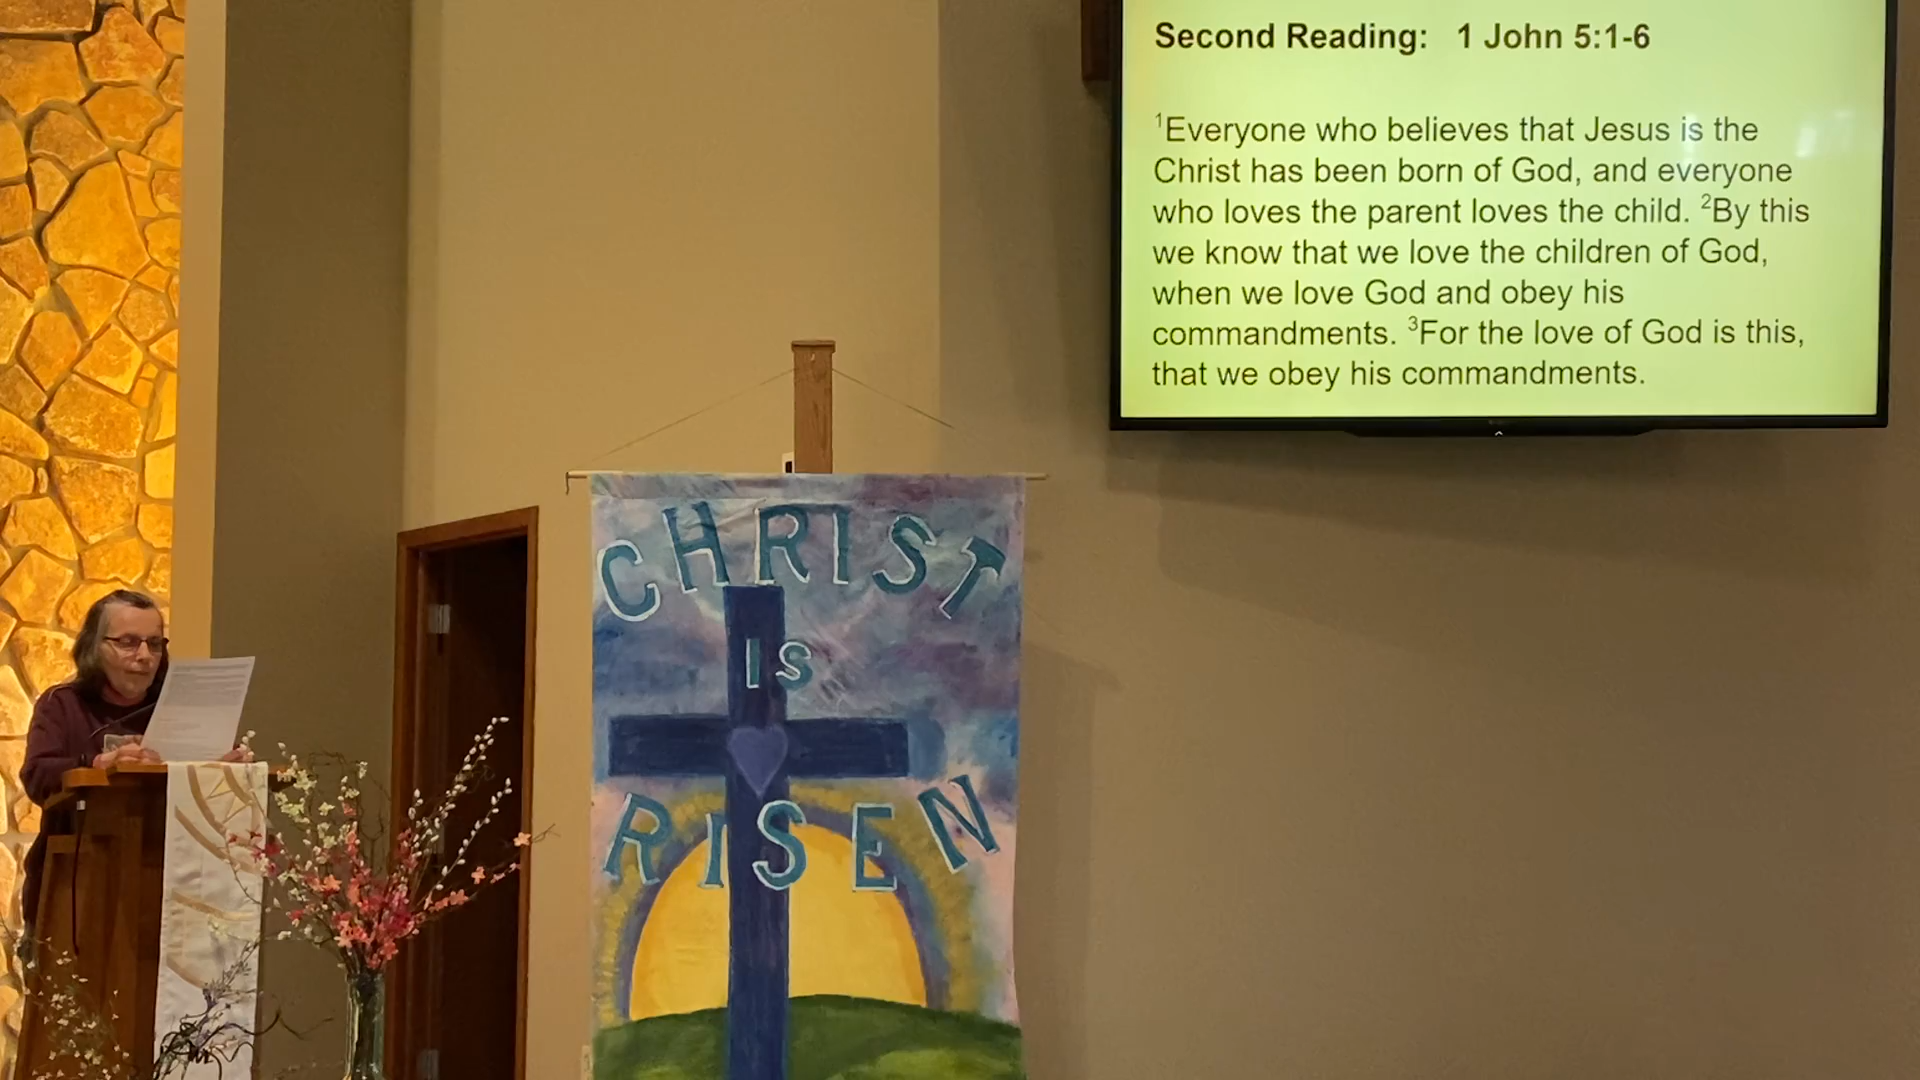 Second Reading: 1 John 5:1-6
¹Everyone who believes that Jesus is the
Christ has been born of God, and everyone
who loves the parent loves the child. ²By this
we know that we love the children of God,
when we love God and obey his
commandments. ³For the love of God is this,
that we obey his commandments.
CHRIST
IS
RISEN